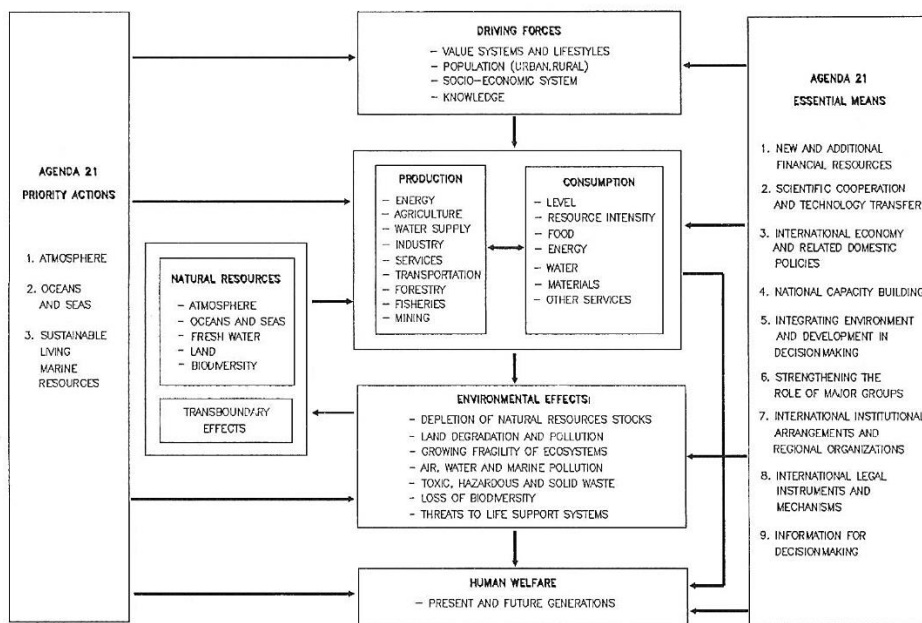 AGENDA 21
PRIORITY ACTIONS
1. ATMOSPHERE
2. OCEANS
AND SEAS
3. SUSTAINABLE
LIVING
MARINE
RESOURCES
DRIVING FORCES
– VALUE SYSTEMS AND LIFESTYLES
– POPULATION (URBAN,RURAL)
– SOCIO-ECONOMIC SYSTEM
– KNOWLEDGE
PRODUCTION
– ENERGY
– AGRICULTURE
– WATER SUPPLY
– INDUSTRY
– SERVICES
– TRANSPORTATION
– FORESTRY
– FISHERIES
– MINING
CONSUMPTION
– LEVEL
– RESOURCE INTENSITY
– FOOD
– ENERGY
– WATER
– MATERIALS
– OTHER SERVICES
NATURAL RESOURCES
– ATMOSPHERE
– OCEANS AND SEAS
– FRESH WATER
– LAND
– BIODIVERSITY
TRANSBOUNDARY
EFFECTS
ENVIRONMENTAL EFFECTS:
– DEPLETION OF NATURAL RESOURCES STOCKS
– LAND DEGRADATION AND POLLUTION
– GROWING FRAGILITY OF ECOSYSTEMS
– AIR, WATER AND MARINE POLLUTION
– TOXIC, HAZARDOUS AND SOLID WASTE
– LOSS OF BIODIVERSITY
– THREATS TO LIFE SUPPORT SYSTEMS
HUMAN WELFARE
– PRESENT AND FUTURE GENERATIONS
AGENDA 21
ESSENTIAL MEANS
1. NEW AND ADDITIONAL
FINANCIAL RESOURCES
2. SCIENTIFIC COOPERATION
AND TECHNOLOGY TRANSFER
3. INTERNATIONAL ECONOMY
AND RELATED DOMESTIC
POLICIES
4. NATIONAL CAPACITY BUILDING
5. INTEGRATING ENVIRONMENT
AND DEVELOPMENT IN
DECISIONMAKING
6. STRENGTHENING THE
ROLE OF MAJOR GROUPS
7. INTERNATIONAL INSTITUTIONAL
ARRANGEMENTS AND
REGIONAL ORGANIZATIONS
8. INTERNATIONAL LEGAL
INSTRUMENTS AND
MECHANISMS
9. INFORMATION FOR
DECISIONMAKING